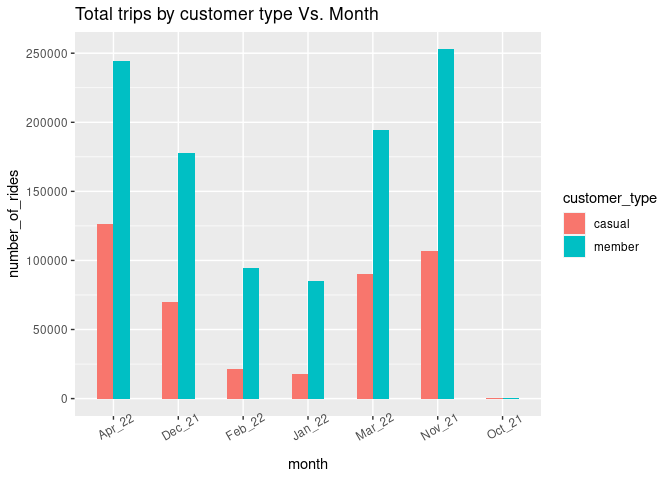 Total trips by customer type Vs. Month
number_of_rides
250000
200000
150000
100000
50000
0
Apr_22
Dec_21
Feb_22
Jan_22
Mar_22
Nov_21
Oct_21
month
customer_type
casual
member